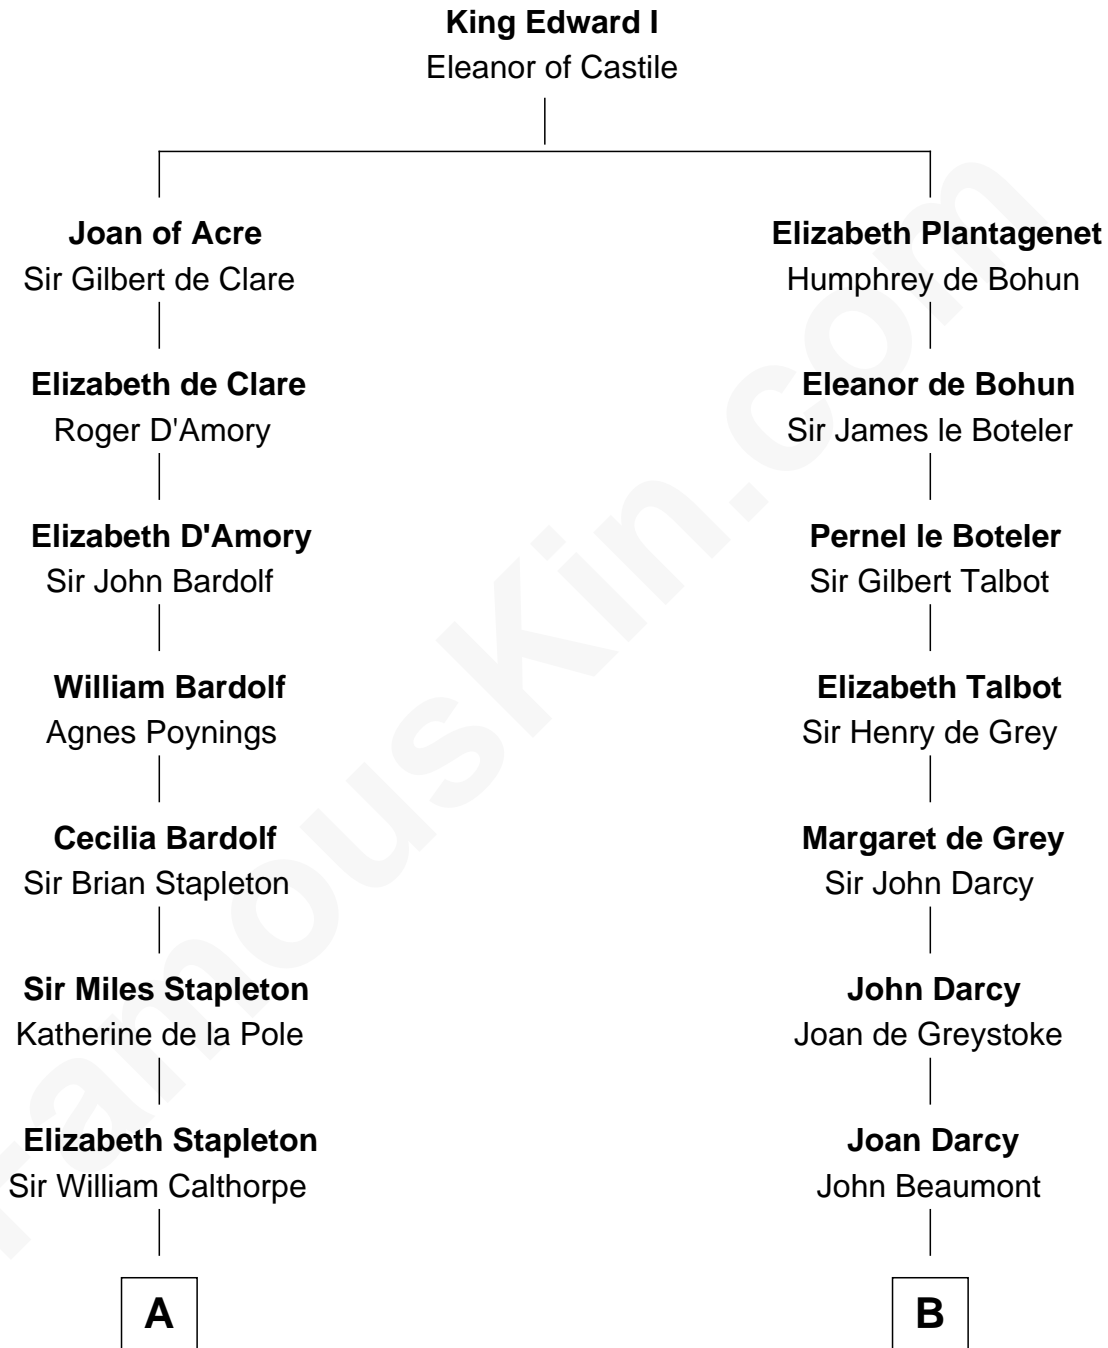 King Edward I
Eleanor of Castile
Joan of Acre
Sir Gilbert de Clare
Elizabeth Plantagenet
Humphrey de Bohun
Elizabeth de Clare
Roger D'Amory
Eleanor de Bohun
Sir James le Boteler
Elizabeth D'Amory
Sir John Bardolf
Pernel le Boteler
Sir Gilbert Talbot
William Bardolf
Agnes Poynings
Elizabeth Talbot
Sir Henry de Grey
Cecilia Bardolf
Sir Brian Stapleton
Margaret de Grey
Sir John Darcy
Sir Miles Stapleton
Katherine de la Pole
John Darcy
Joan de Greystoke
Elizabeth Stapleton
Sir William Calthorpe
Joan Darcy
John Beaumont
A
B
FamousKin.com